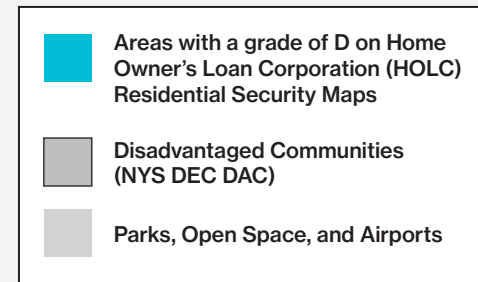 Areas with a grade of D on Home
Owner's Loan Corporation (HOLC)
Residential Security Maps
Disadvantaged Communities
(NYS DEC DAC)
Parks, Open Space, and Airports